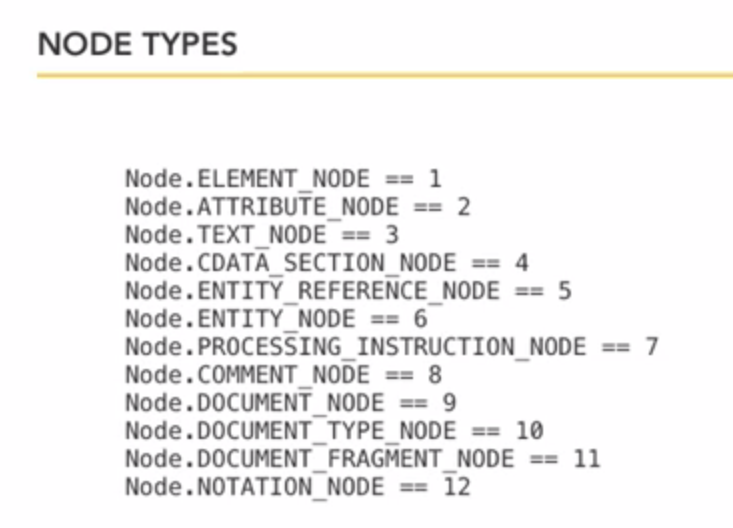 NODE TYPES
Node.ELEMENT_NODE == 1
Node.ATTRIBUTE_NODE == 2
Node.TEXT_NODE == 3
Node.CDATA_SECTION_NODE == 4
Node.ENTITY_REFERENCE_NODE == 5
Node.ENTITY_NODE == 6
Node.PROCESSING_INSTRUCTION_NODE == 7
Node.COMMENT_NODE == 8
Node.DOCUMENT_NODE == 9
Node.DOCUMENT_TYPE_NODE == 10
Node.DOCUMENT_FRAGMENT_NODE == 11
Node.NOTATION_NODE == 12